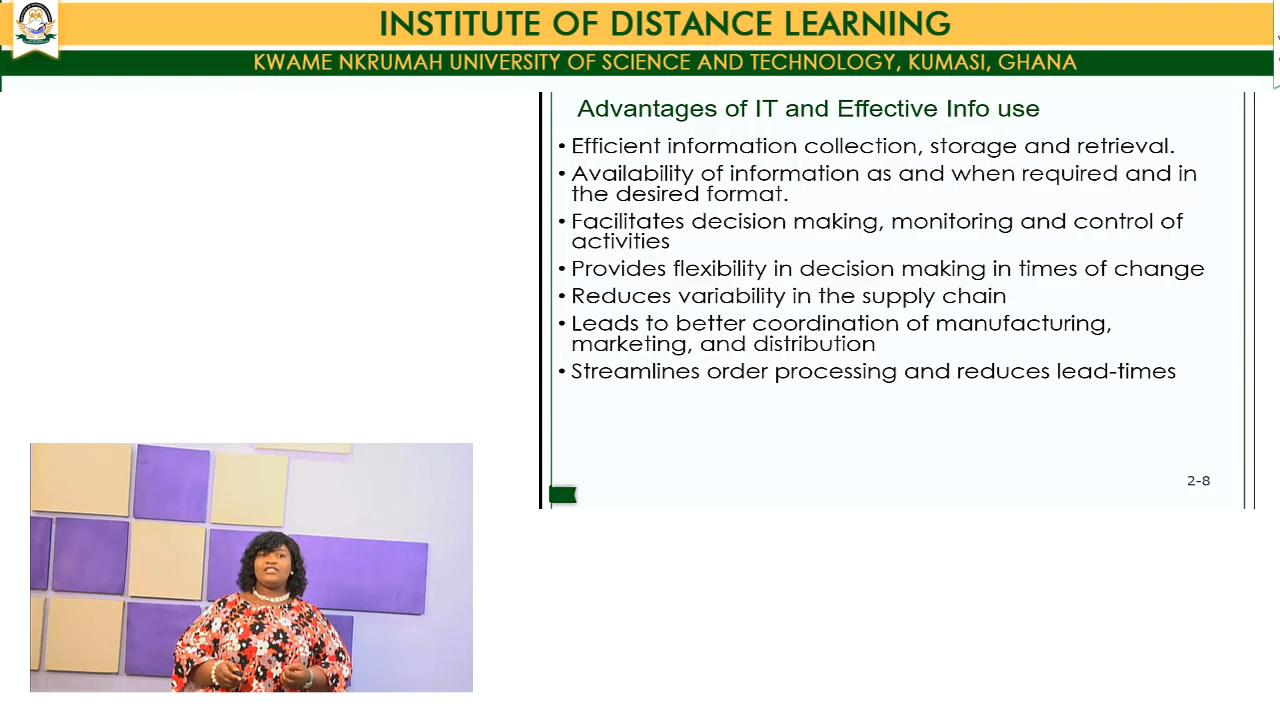 INSTITUTE OF DISTANCE LEARNING
KWAME NKRUMAH UNIVERSITY OF SCIENCE AND TECHNOLOGY, KUMASI, GHANA
Advantages of IT and Effective Info use
• Efficient information collection, storage and retrieval.
• Availability of information as and when required and in
the desired format.
• Facilitates decision making, monitoring and control of
activities
• Provides flexibility in decision making in times of change
• Reduces variability in the supply chain
• Leads to better coordination of manufacturing,
marketing, and distribution
• Streamlines order processing and reduces lead-times
2-8